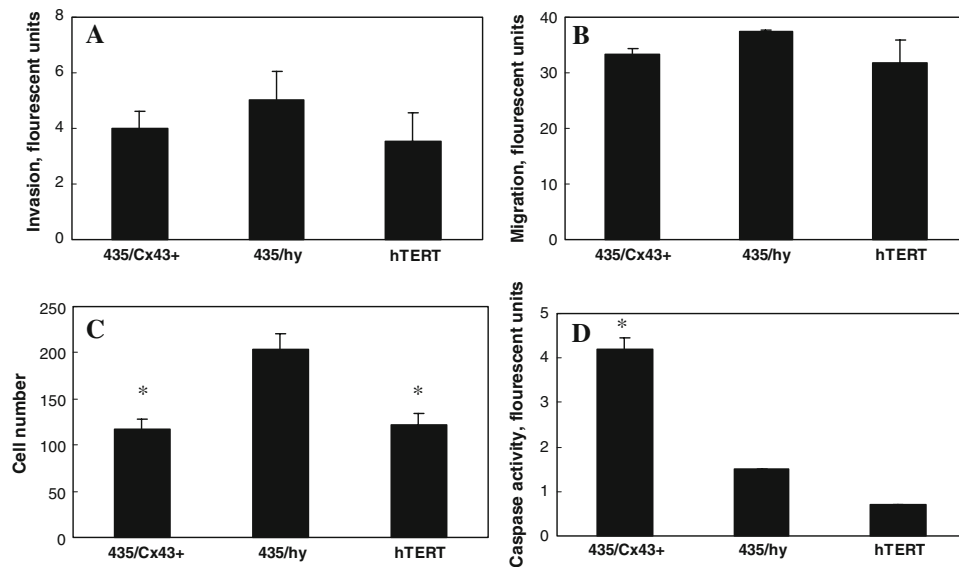 A
Invasion, flourescent units
8
6
4
2
0
435/Cx43+ 435/hy hTERT
B
Migration, flourescent units
40
30
20
10
0
435/Cx43+ 435/hy hTERT
C
Cell number
250
200
150
100
50
0
* *
435/Cx43+ 435/hy hTERT
D
Caspase activity, flourescent units
5
4
3
2
1
0
*
435/Cx43+ 435/hy hTERT